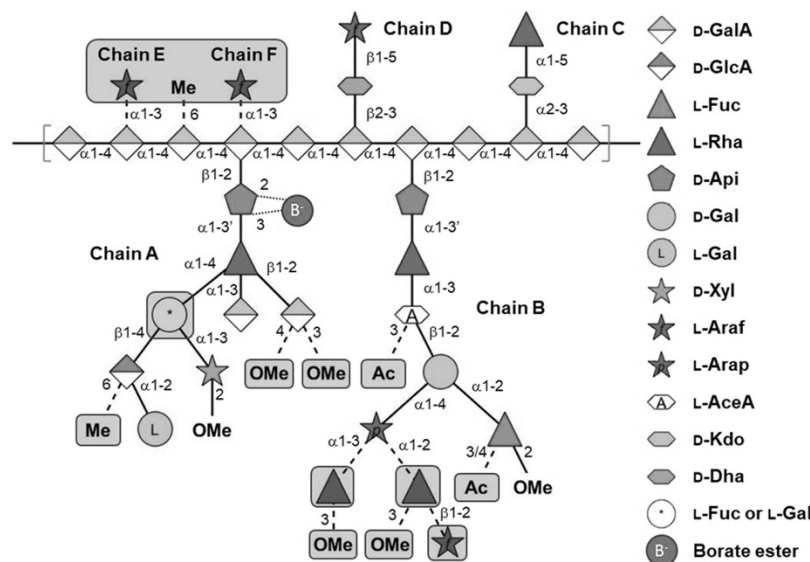 Chain E Chain F Chain D Chain C
f β1-5 α1-5
f Me f
α1-3 6 α1-3 β2-3 α2-3
α1-4 α1-4 α1-4 α1-4 α1-4 α1-4 α1-4 α1-4 α1-4
β1-2 2 β1-2
B-
3
α1-3' α1-3'
Chain A α1-4 β1-2
α1-3 α1-3
Chain B
* A
β1-4 α1-3 4 3 3 β1-2
OMe OMe Ac
6 α1-2 2 α1-4 α1-2
Me L OMe p
α1-3 α1-2 3/4 2
Ac OMe
3 3 β1-2
OMe OMe f
D-GalA
D-GlcA
L-Fuc
L-Rha
D-Api
D-Gal
L L-Gal
D-Xyl
f L-Araf
p L-Arap
A L-AceA
D-Kdo
D-Dha
* L-Fuc or L-Gal
B- Borate ester